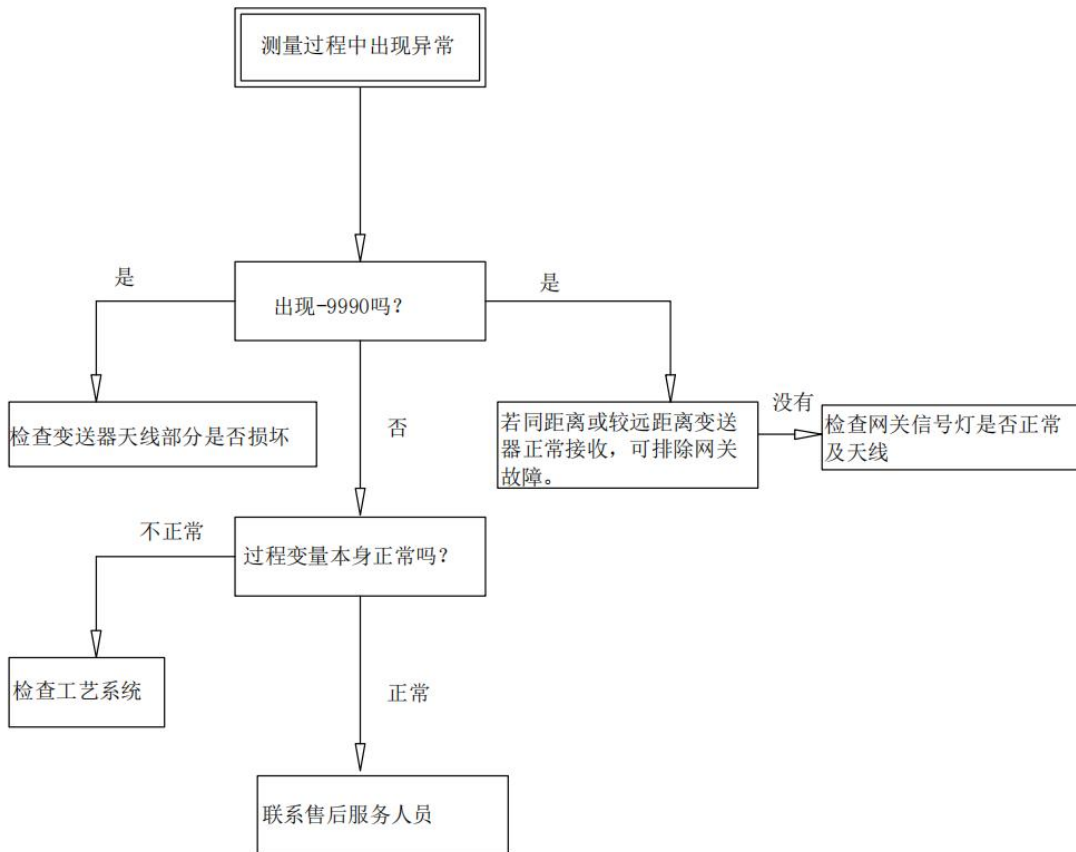 测量过程中出现异常
是
出现-9990吗？
是
检查变送器天线部分是否损坏
否
若同距离或较远距离变送
器正常接收，可排除网关
故障。
没有
检查网关信号灯是否正常
及天线
不正常
过程变量本身正常吗？
检查工艺系统
正常
联系售后服务人员